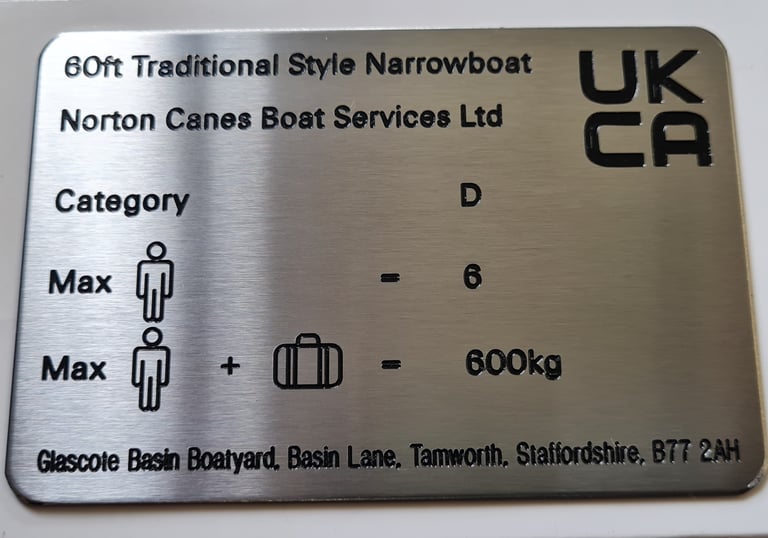 60ft Traditional Style Narrowboat
UK
CA
Norton Canes Boat Services Ltd
Category D
Max = 6
Max + = 600kg
Glascote Basin Boatyard, Basin Lane, Tamworth, Staffordshire, B77 2AH